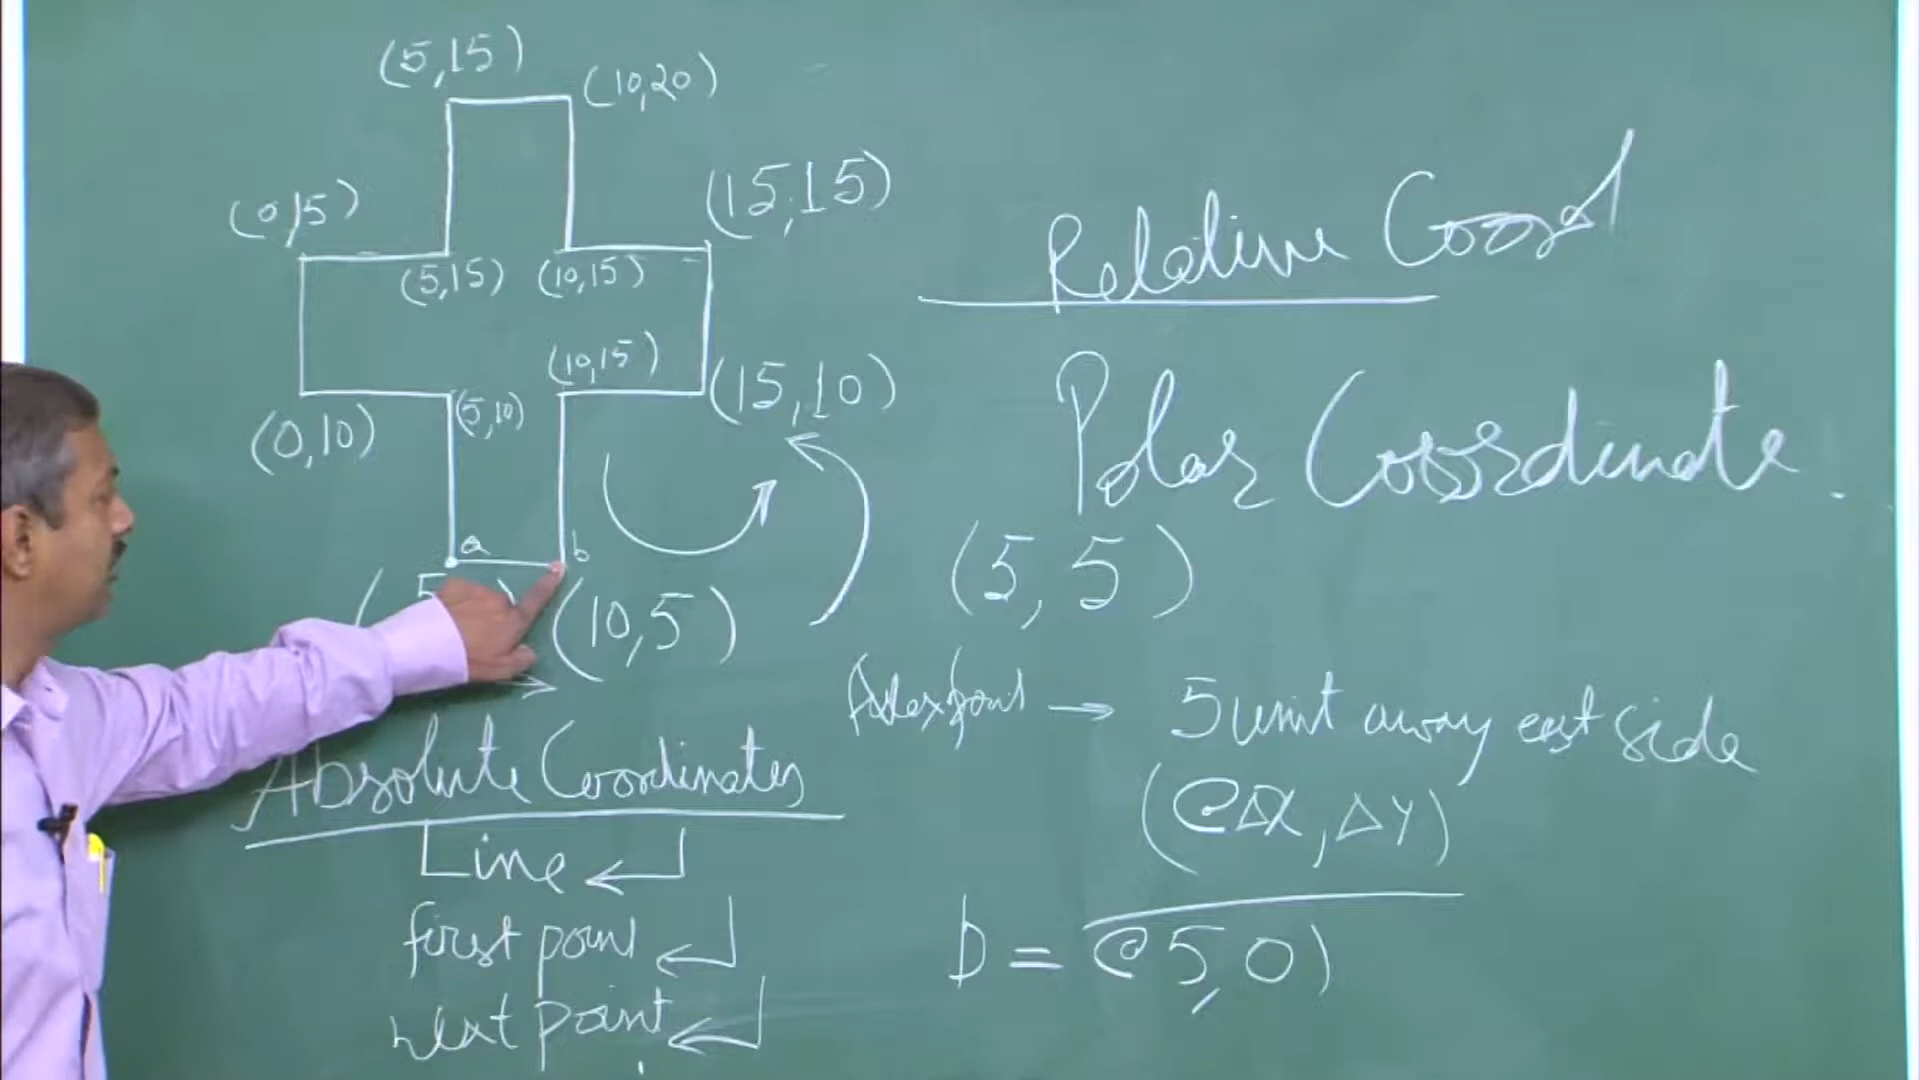 (5,15)
(10,20)
(0,15)
(15,15)
(5,15)
(10,15)
(10,15)
(15,10)
(0,10)
(5,10)
a
b
(10,5)
Absolute Coordinates
Line
first point
next point
Relative Coord
Polar Coordinate.
(5,5)
→ 5 unit away east side
(@ΔX, ΔY)
b = @5,0)